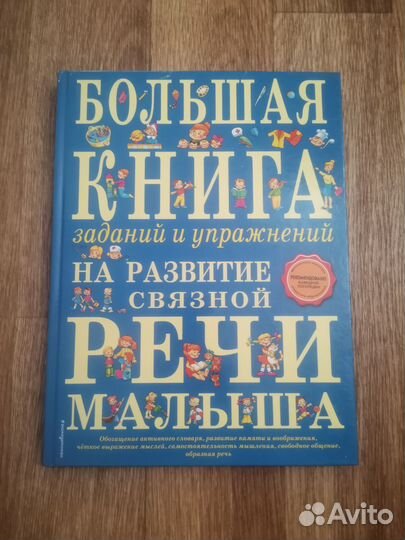 БОЛЬШАЯ
КНИГА
заданий и упражнений
НА РАЗВИТИЕ
СВЯЗНОЙ
РЕКОМЕНДОВАНО
РЕЧИ
МАЛЫША
Обогащение активного словаря, развитие памяти и воображения,
чёткое выражение мыслей, самостоятельность мышления, свободное общение,
образная речь
Avito